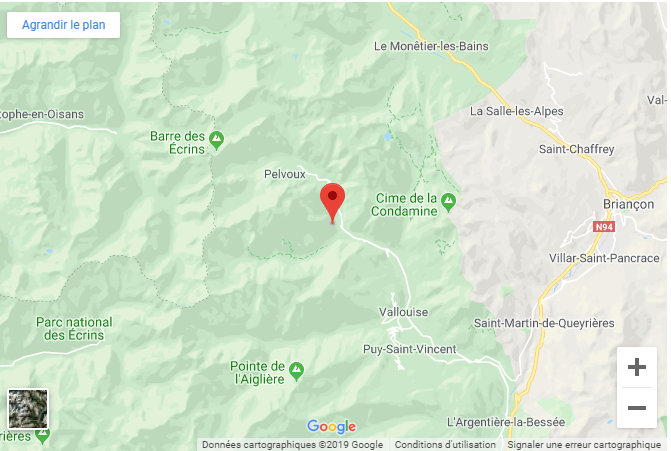 Agrandir le plan
Le Monêtier-les-Bains
La Salle-les-Alpes
Val-
tophe-en-Oisans
Barre des
Écrins
Saint-Chaffrey
Pelvoux
Cime de la
Condamine
Briançon
N94
Villar-Saint-Pancrace
Vallouise
Parc national
des Écrins
Saint-Martin-de-Queyrières
Puy-Saint-Vincent
Pointe de
l'Aiglière
+
−
L'Argentière-la-Bessée
Google
rières
Données cartographiques ©2019 Google
Conditions d'utilisation
Signaler une erreur cartographique